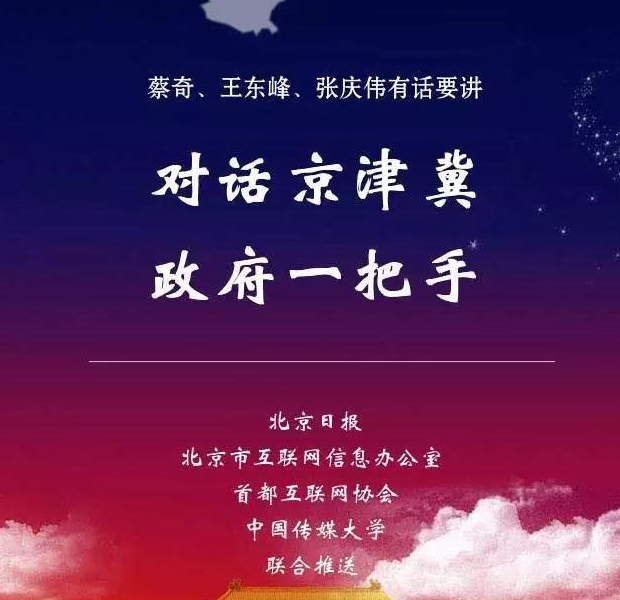 蔡奇、王东峰、张庆伟有话要讲
对话京津冀
政府一把手
北京日报
北京市互联网信息办公室
首都互联网协会
中国传媒大学
联合推送